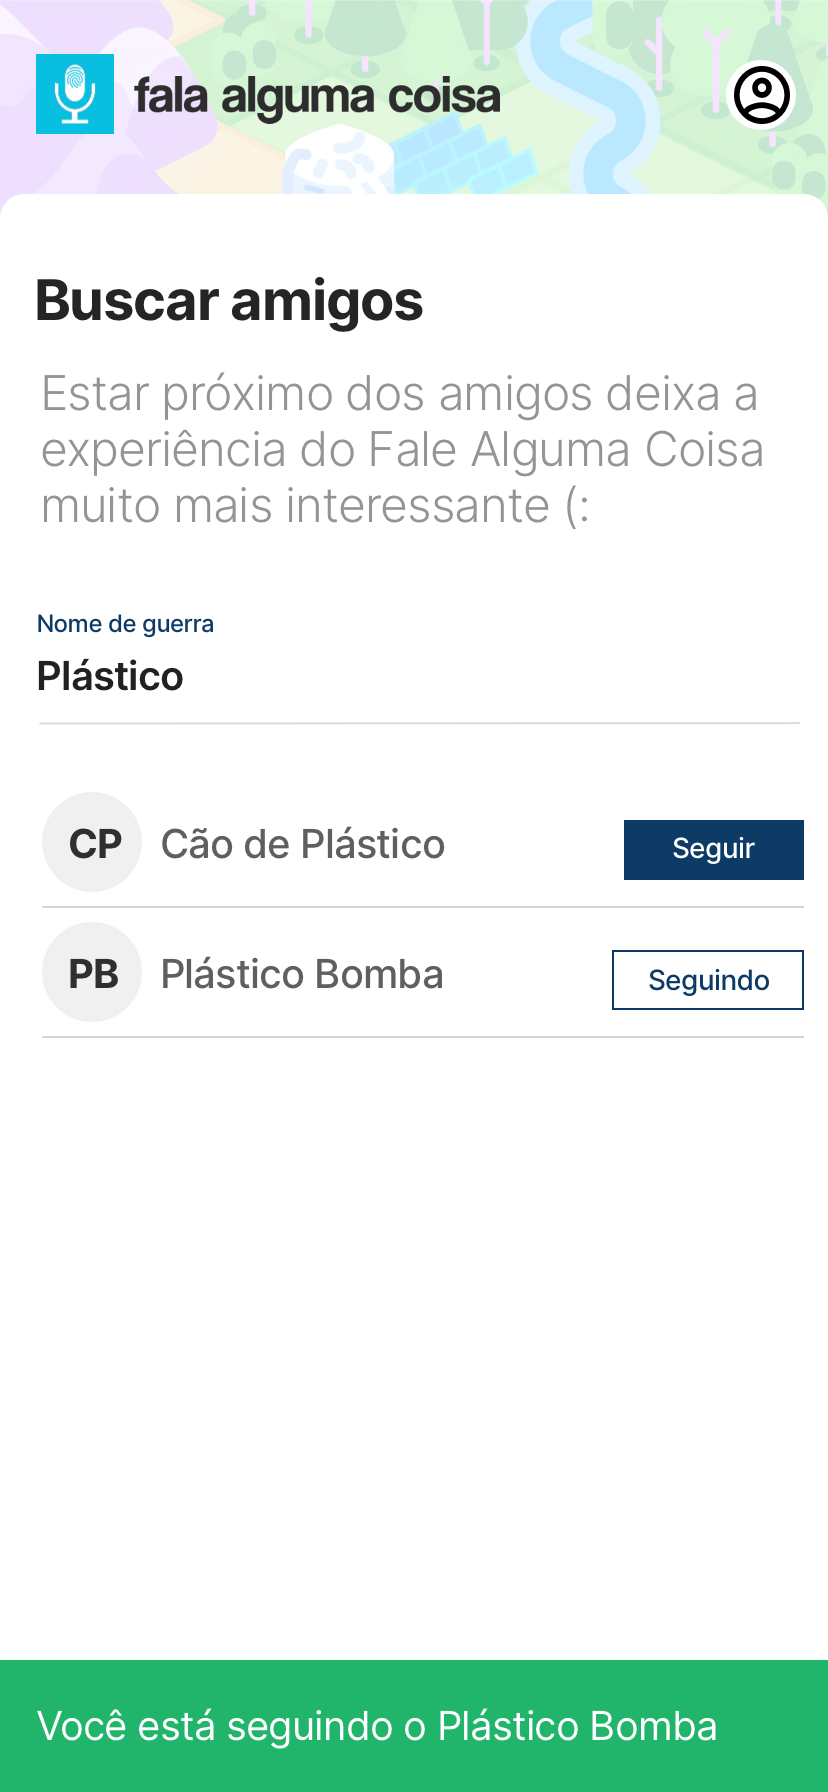 fala alguma coisa
Buscar amigos
Estar próximo dos amigos deixa a
experiência do Fale Alguma Coisa
muito mais interessante (:
Nome de guerra
Plástico
CP Cão de Plástico Seguir
PB Plástico Bomba Seguindo
Você está seguindo o Plástico Bomba